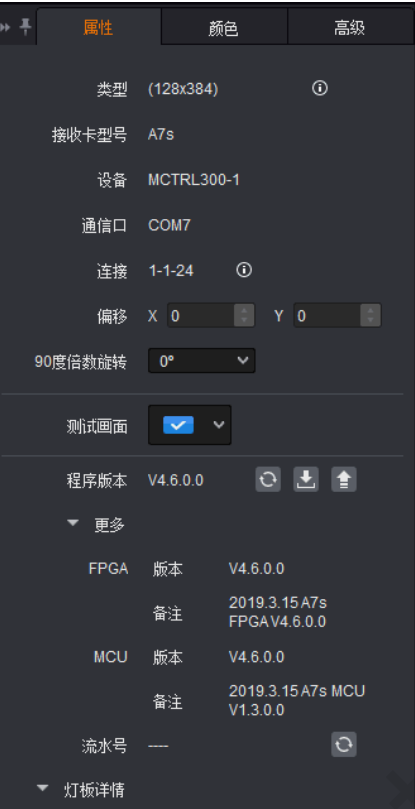 属性 颜色 高级
类型 (128x384)
接收卡型号 A7s
设备 MCTRL300-1
通信口 COM7
连接 1-1-24
偏移 X 0 Y 0
90度倍数旋转 0°
测试画面
程序版本 V4.6.0.0
更多
FPGA 版本 V4.6.0.0
备注 2019.3.15 A7s
FPGA V4.6.0.0
MCU 版本 V4.6.0.0
备注 2019.3.15 A7s MCU
V1.3.0.0
流水号 ----
灯板详情